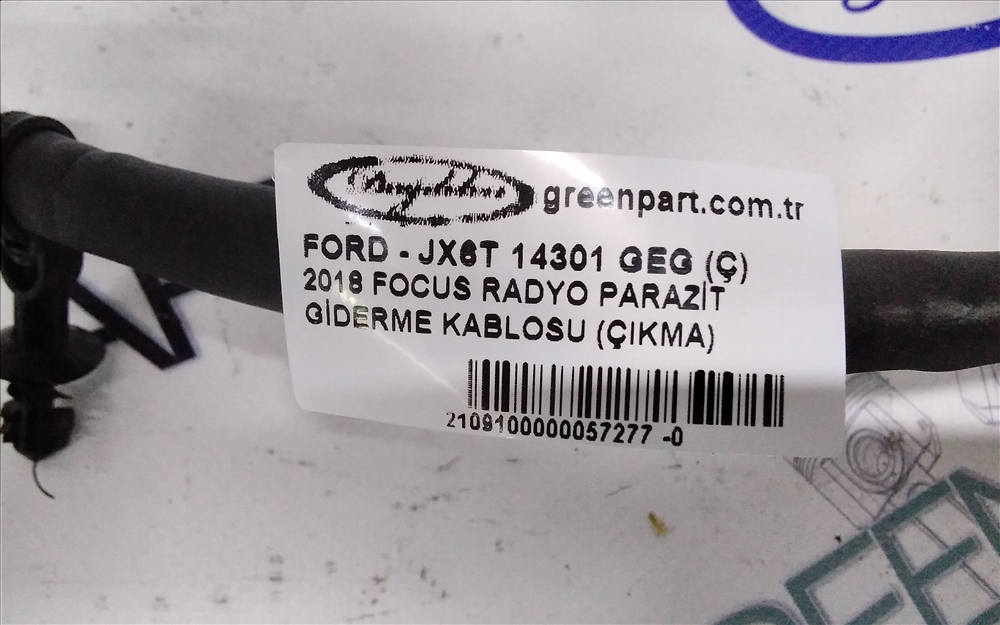 greenpart.com.tr
FORD - JX6T 14301 GEG (Ç)
2018 FOCUS RADYO PARAZİT
GİDERME KABLOSU (ÇIKMA)
2109100000057277 -0